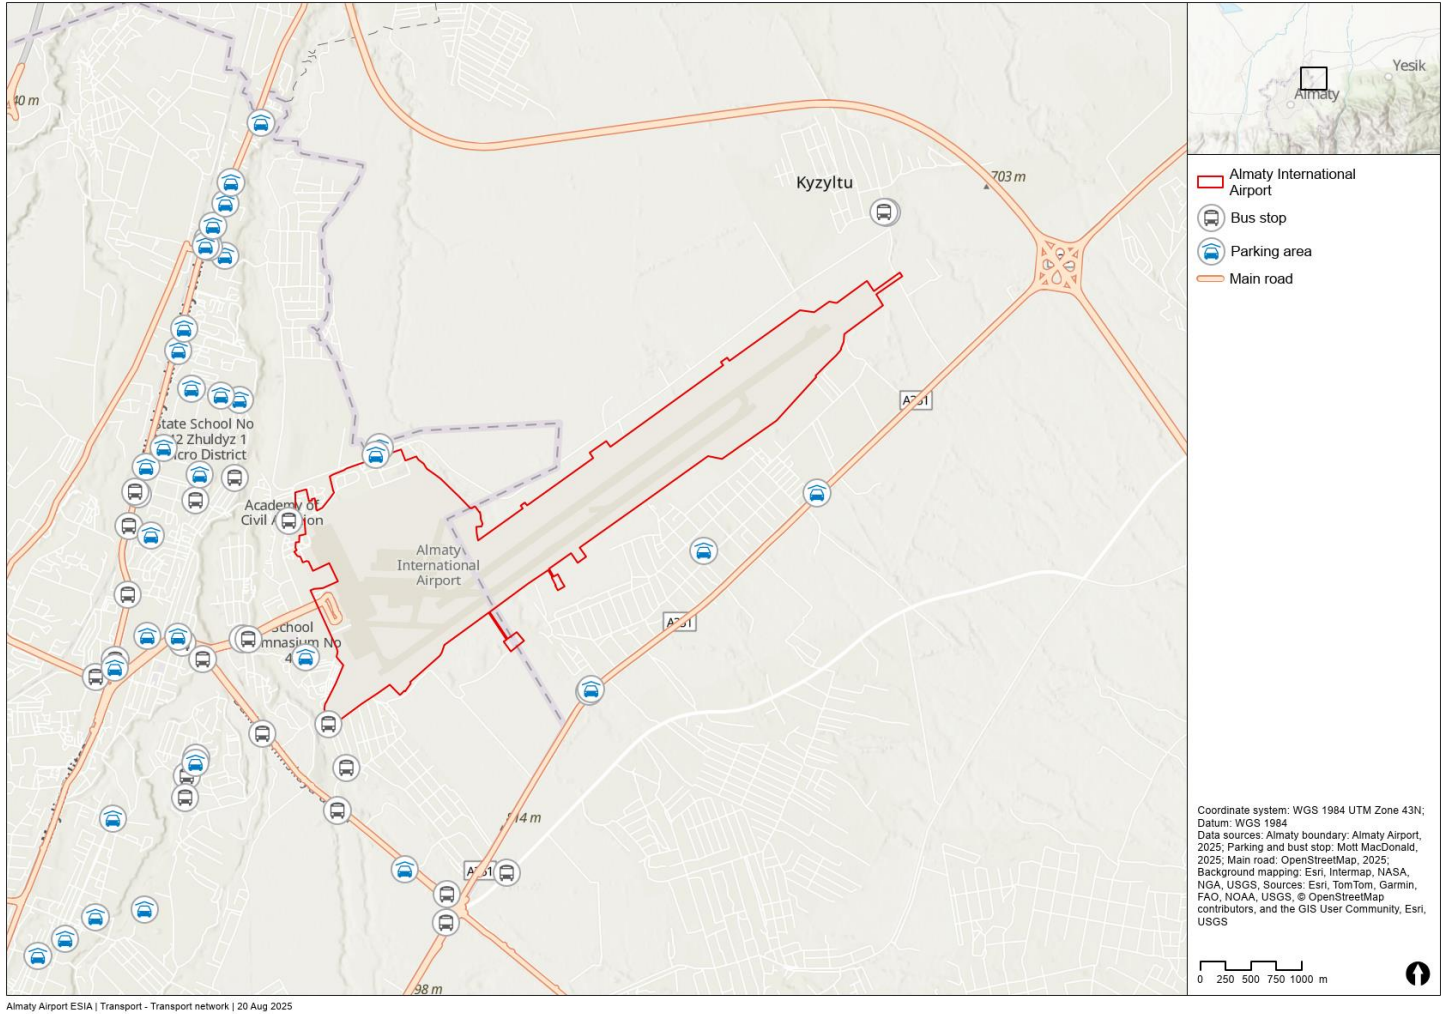 40 m
Kyzyltu
703 m
A351
State School No
12 Zhuldyz 1
Micro District
Academy of
Civil Aviation
Almaty
International
Airport
School
Gymnasium No
A351
814 m
A351
98 m
Yesik
Almaty
Almaty International
Airport
Bus stop
Parking area
Main road
Coordinate system: WGS 1984 UTM Zone 43N;
Datum: WGS 1984
Data sources: Almaty boundary: Almaty Airport,
2025; Parking and bust stop: Mott MacDonald,
2025; Main road: OpenStreetMap, 2025;
Background mapping: Esri, Intermap, NASA,
NGA, USGS, Sources: Esri, TomTom, Garmin,
FAO, NOAA, USGS, © OpenStreetMap
contributors, and the GIS User Community, Esri,
USGS
0 250 500 750 1000 m
Almaty Airport ESIA | Transport - Transport network | 20 Aug 2025